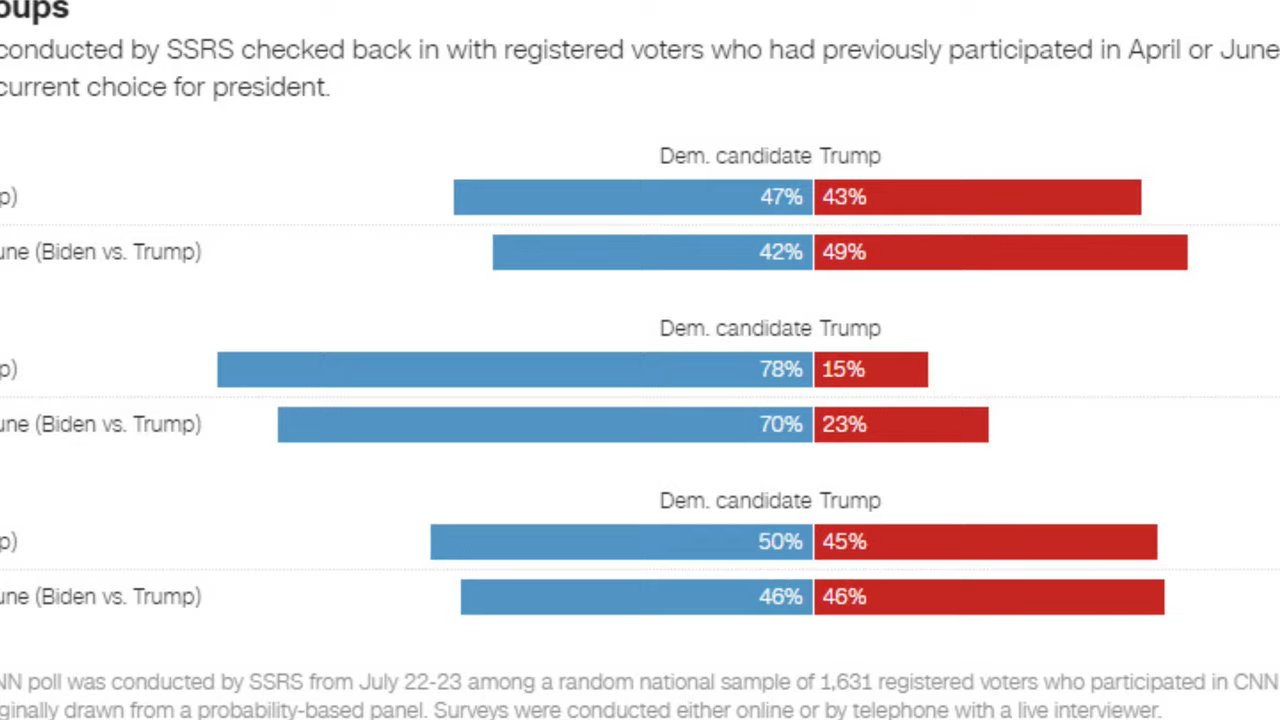 oups
conducted by SSRS checked back in with registered voters who had previously participated in April or June
current choice for president.
Dem. candidate Trump
p) 47% 43%
une (Biden vs. Trump) 42% 49%
Dem. candidate Trump
p) 78% 15%
une (Biden vs. Trump) 70% 23%
Dem. candidate Trump
p) 50% 45%
une (Biden vs. Trump) 46% 46%
NN poll was conducted by SSRS from July 22-23 among a random national sample of 1,631 registered voters who participated in CNN
ginally drawn from a probability-based panel. Surveys were conducted either online or by telephone with a live interviewer.